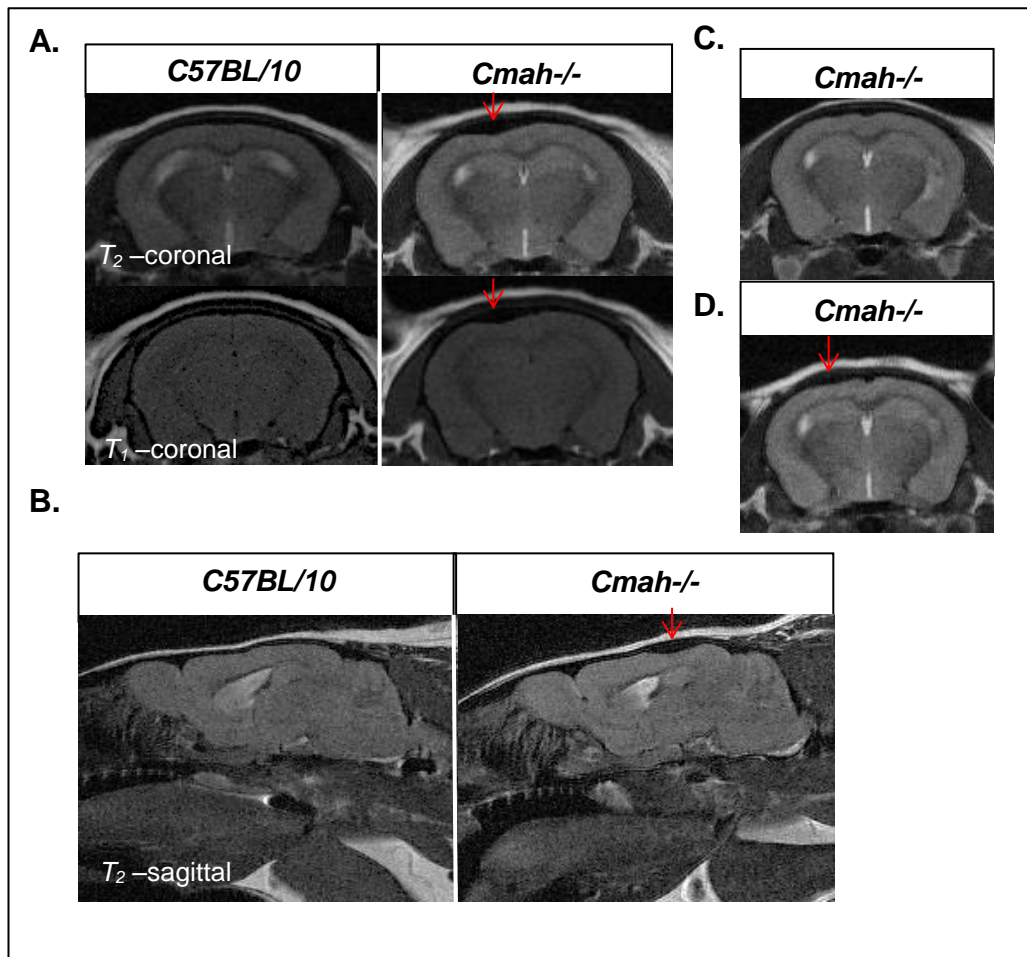 A.
C57BL/10
Cmah-/-
T2 –coronal
T1 –coronal
B.
C57BL/10
Cmah-/-
T2 –sagittal
C.
Cmah-/-
D.
Cmah-/-